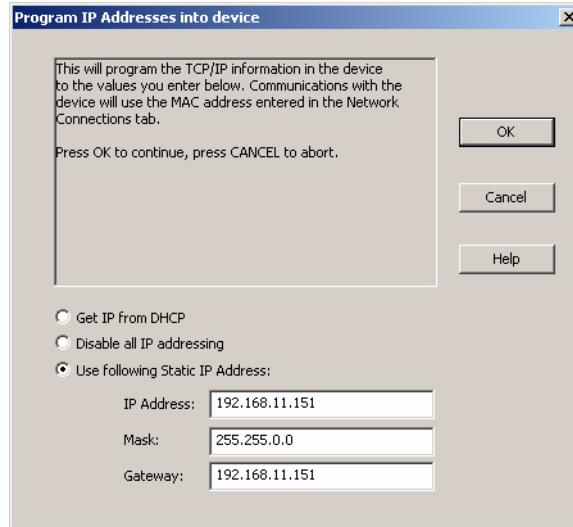 Program IP Addresses into device
This will program the TCP/IP information in the device
to the values you enter below. Communications with the
device will use the MAC address entered in the Network
Connections tab.
Press OK to continue, press CANCEL to abort.
OK
Cancel
Help
Get IP from DHCP
Disable all IP addressing
Use following Static IP Address:
IP Address: 192.168.11.151
Mask: 255.255.0.0
Gateway: 192.168.11.151